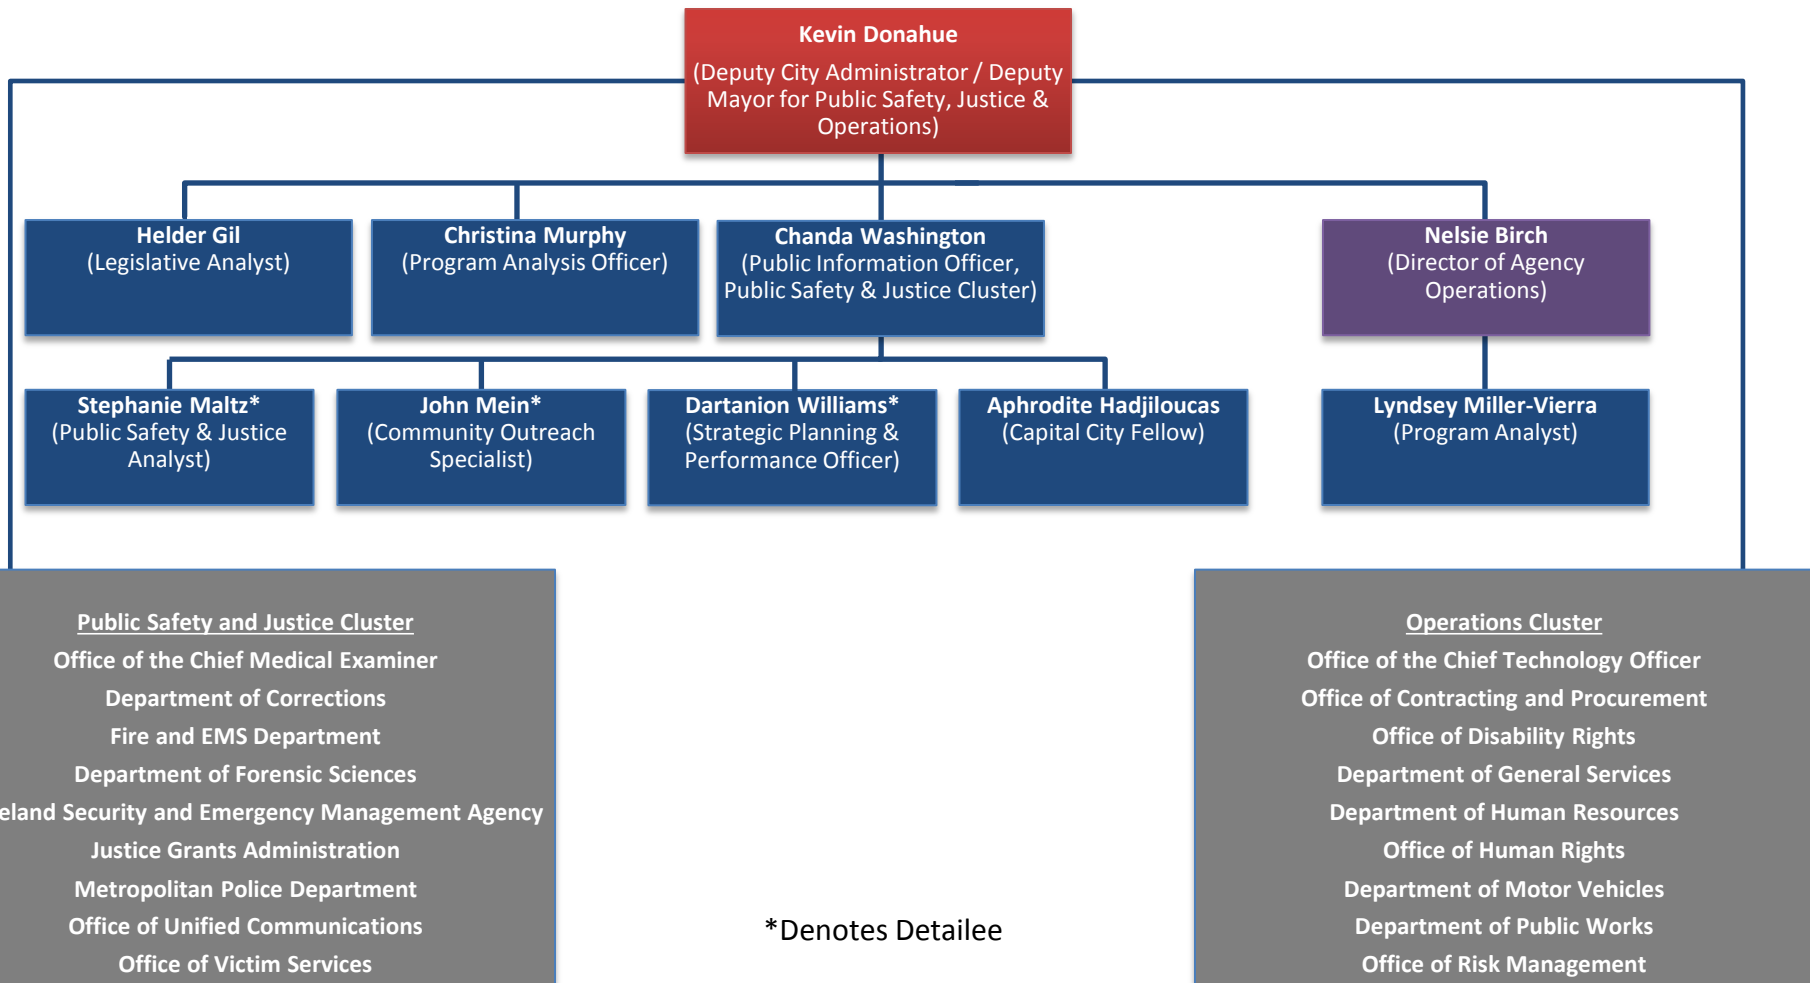 Kevin Donahue
(Deputy City Administrator / Deputy
Mayor for Public Safety, Justice &
Operations)
Helder Gil
(Legislative Analyst)
Christina Murphy
(Program Analysis Officer)
Chanda Washington
(Public Information Officer,
Public Safety & Justice Cluster)
Nelsie Birch
(Director of Agency
Operations)
Stephanie Maltz*
(Public Safety & Justice
Analyst)
John Mein*
(Community Outreach
Specialist)
Dartanion Williams*
(Strategic Planning &
Performance Officer)
Aphrodite Hadjiloucas
(Capital City Fellow)
Lyndsey Miller-Vierra
(Program Analyst)
Public Safety and Justice Cluster
Office of the Chief Medical Examiner
Department of Corrections
Fire and EMS Department
Department of Forensic Sciences
eland Security and Emergency Management Agency
Justice Grants Administration
Metropolitan Police Department
Office of Unified Communications
Office of Victim Services
*Denotes Detailee
Operations Cluster
Office of the Chief Technology Officer
Office of Contracting and Procurement
Office of Disability Rights
Department of General Services
Department of Human Resources
Office of Human Rights
Department of Motor Vehicles
Department of Public Works
Office of Risk Management